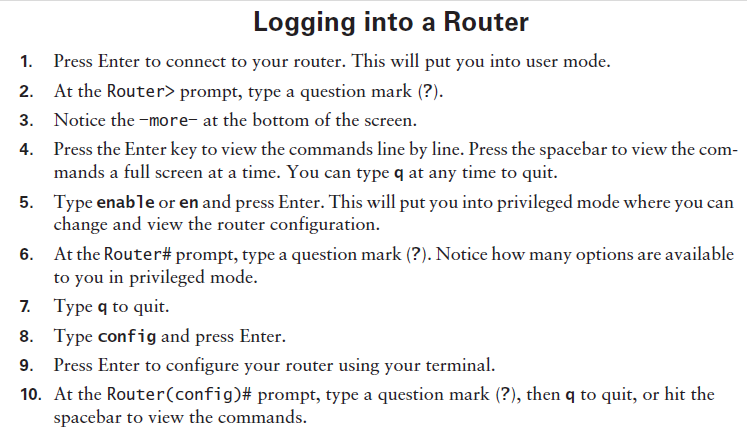 Logging into a Router
1. Press Enter to connect to your router. This will put you into user mode.
2. At the Router> prompt, type a question mark (?).
3. Notice the –more– at the bottom of the screen.
4. Press the Enter key to view the commands line by line. Press the spacebar to view the com-
mands a full screen at a time. You can type q at any time to quit.
5. Type enable or en and press Enter. This will put you into privileged mode where you can
change and view the router configuration.
6. At the Router# prompt, type a question mark (?). Notice how many options are available
to you in privileged mode.
7. Type q to quit.
8. Type config and press Enter.
9. Press Enter to configure your router using your terminal.
10. At the Router(config)# prompt, type a question mark (?), then q to quit, or hit the
spacebar to view the commands.